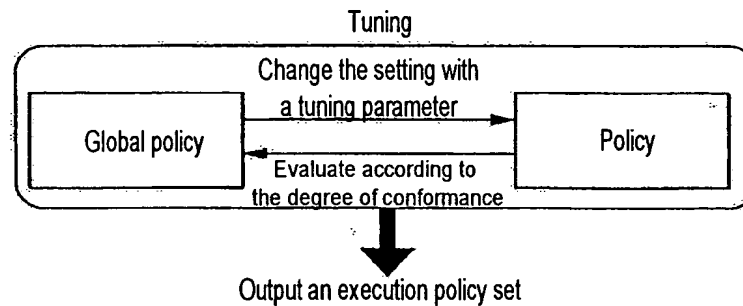 Tuning
Change the setting with
a tuning parameter
Global policy
Policy
Evaluate according to
the degree of conformance
Output an execution policy set